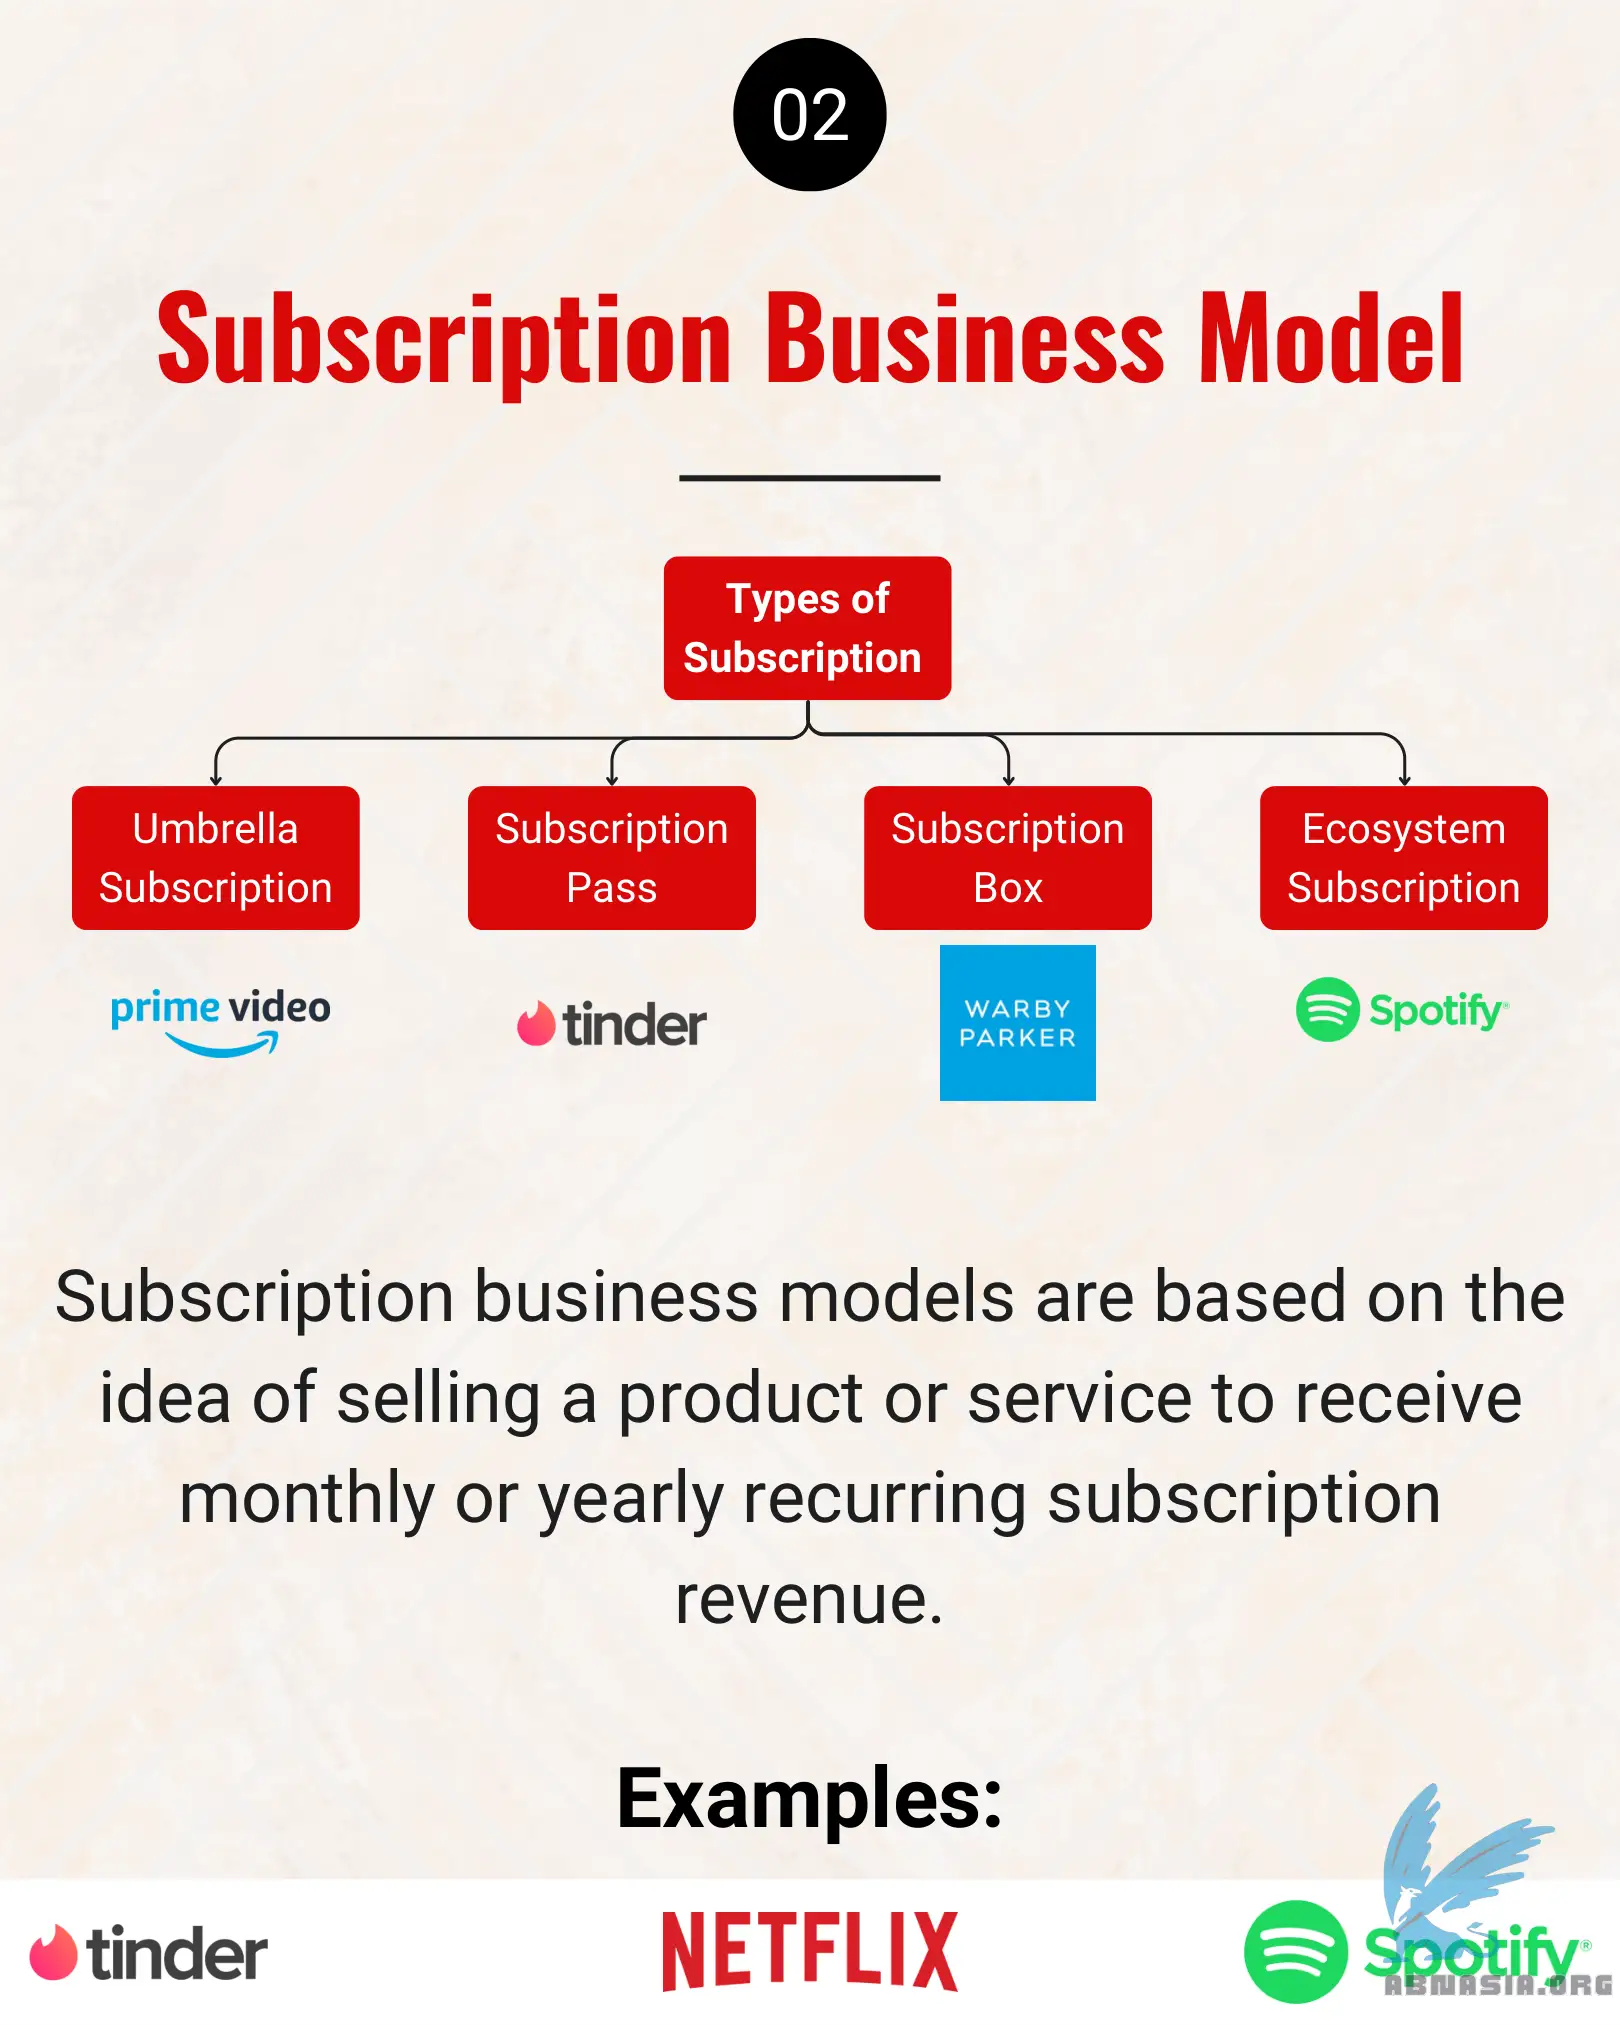 02
Subscription Business Model
Types of
Subscription
Umbrella
Subscription
Subscription
Pass
Subscription
Box
Ecosystem
Subscription
prime video
tinder
WARBY
PARKER
Spotify®
Subscription business models are based on the
idea of selling a product or service to receive
monthly or yearly recurring subscription
revenue.
Examples:
tinder
NETFLIX
Spotify®
ABNASIA.ORG